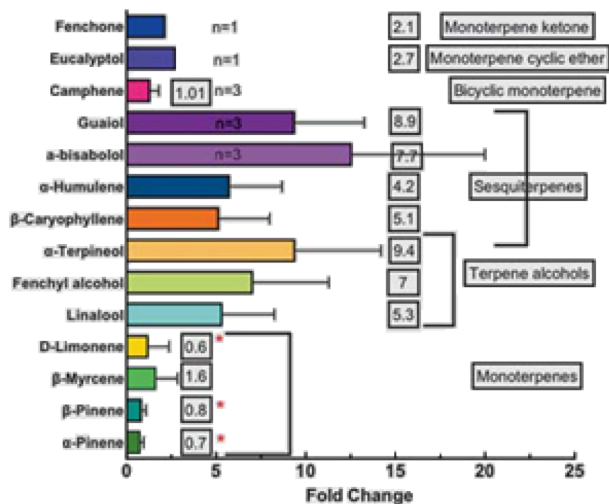 Fenchone n=1 2.1 Monoterpene ketone
Eucalyptol n=1 2.7 Monoterpene cyclic ether
Camphene 1.01 n=3 Bicyclic monoterpene
Guaiol n=3 8.9
a-bisabolol n=3 7.7
α-Humulene 4.2 Sesquiterpenes
β-Caryophyllene 5.1
α-Terpineol 9.4
Terpene alcohols
Fenchyl alcohol 7
Linalool 5.3
D-Limonene 0.6 *
β-Myrcene 1.6 Monoterpenes
β-Pinene 0.8 *
α-Pinene 0.7 *
0 5 10 15 20 25
Fold Change